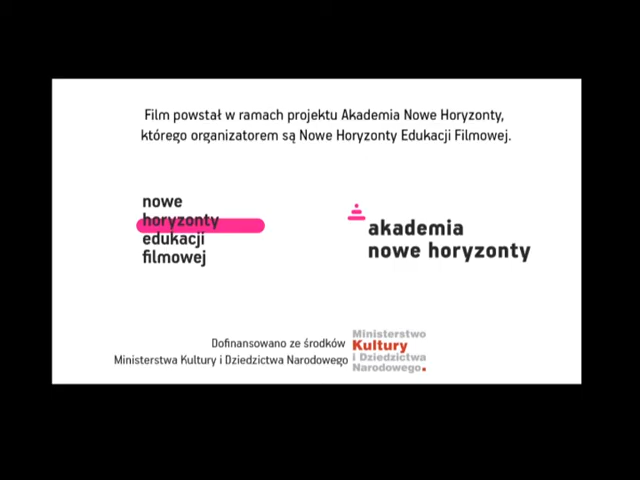 Film powstał w ramach projektu Akademia Nowe Horyzonty,
którego organizatorem są Nowe Horyzonty Edukacji Filmowej.
nowe
horyzonty
edukacji
filmowej
akademia
nowe horyzonty
Dofinansowano ze środków
Ministerstwa Kultury i Dziedzictwa Narodowego
Ministerstwo
Kultury
i Dziedzictwa
Narodowego.